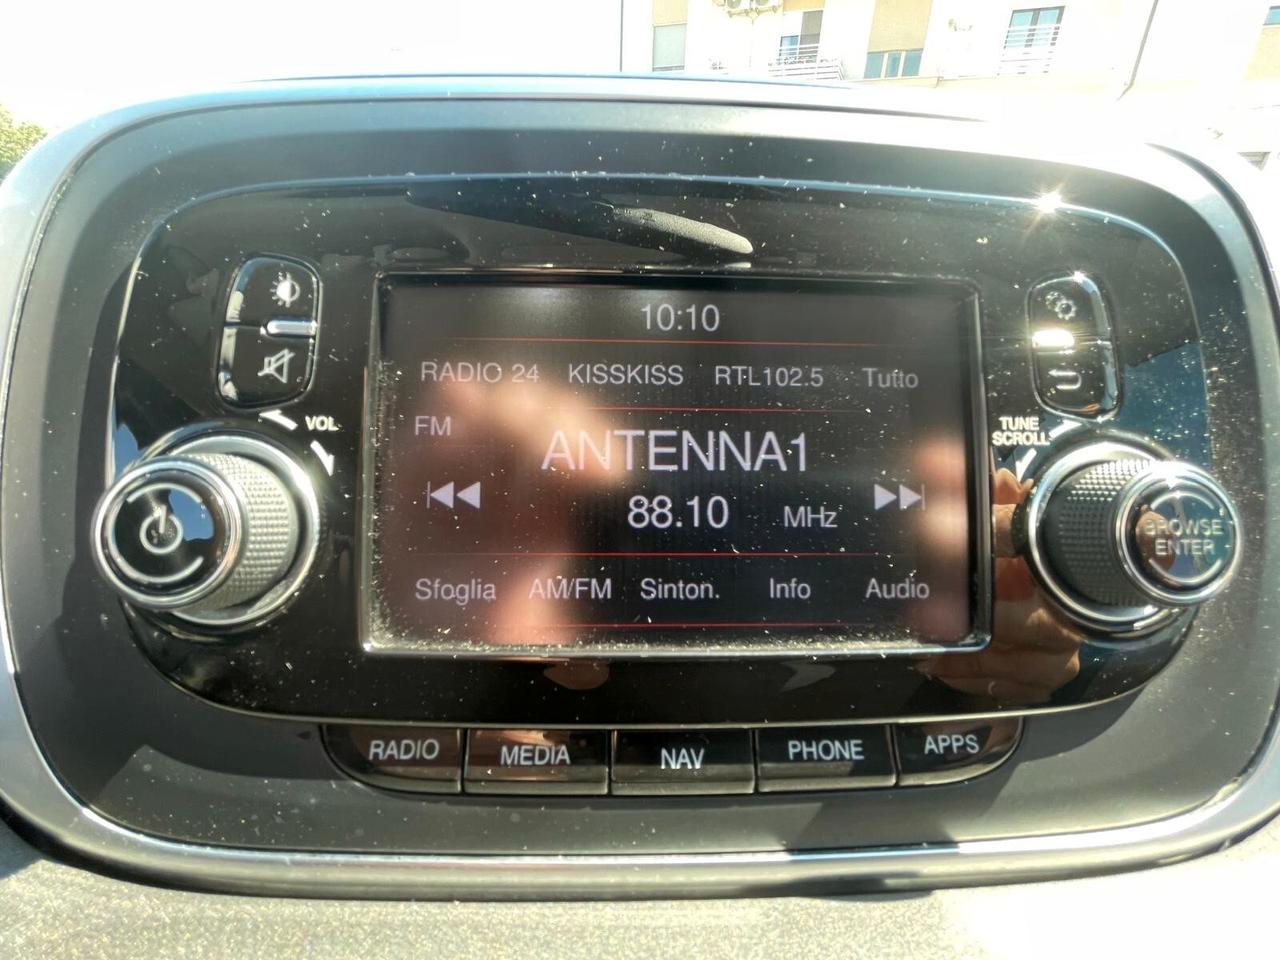 10:10
RADIO 24 KISSKISS RTL102.5 Tutto
VOL
FM
TUNE
SCROLL
ANTENNA1
88.10 MHz
BROWSE
ENTER
Sfoglia AM/FM Sinton. Info Audio
RADIO MEDIA NAV PHONE APPS